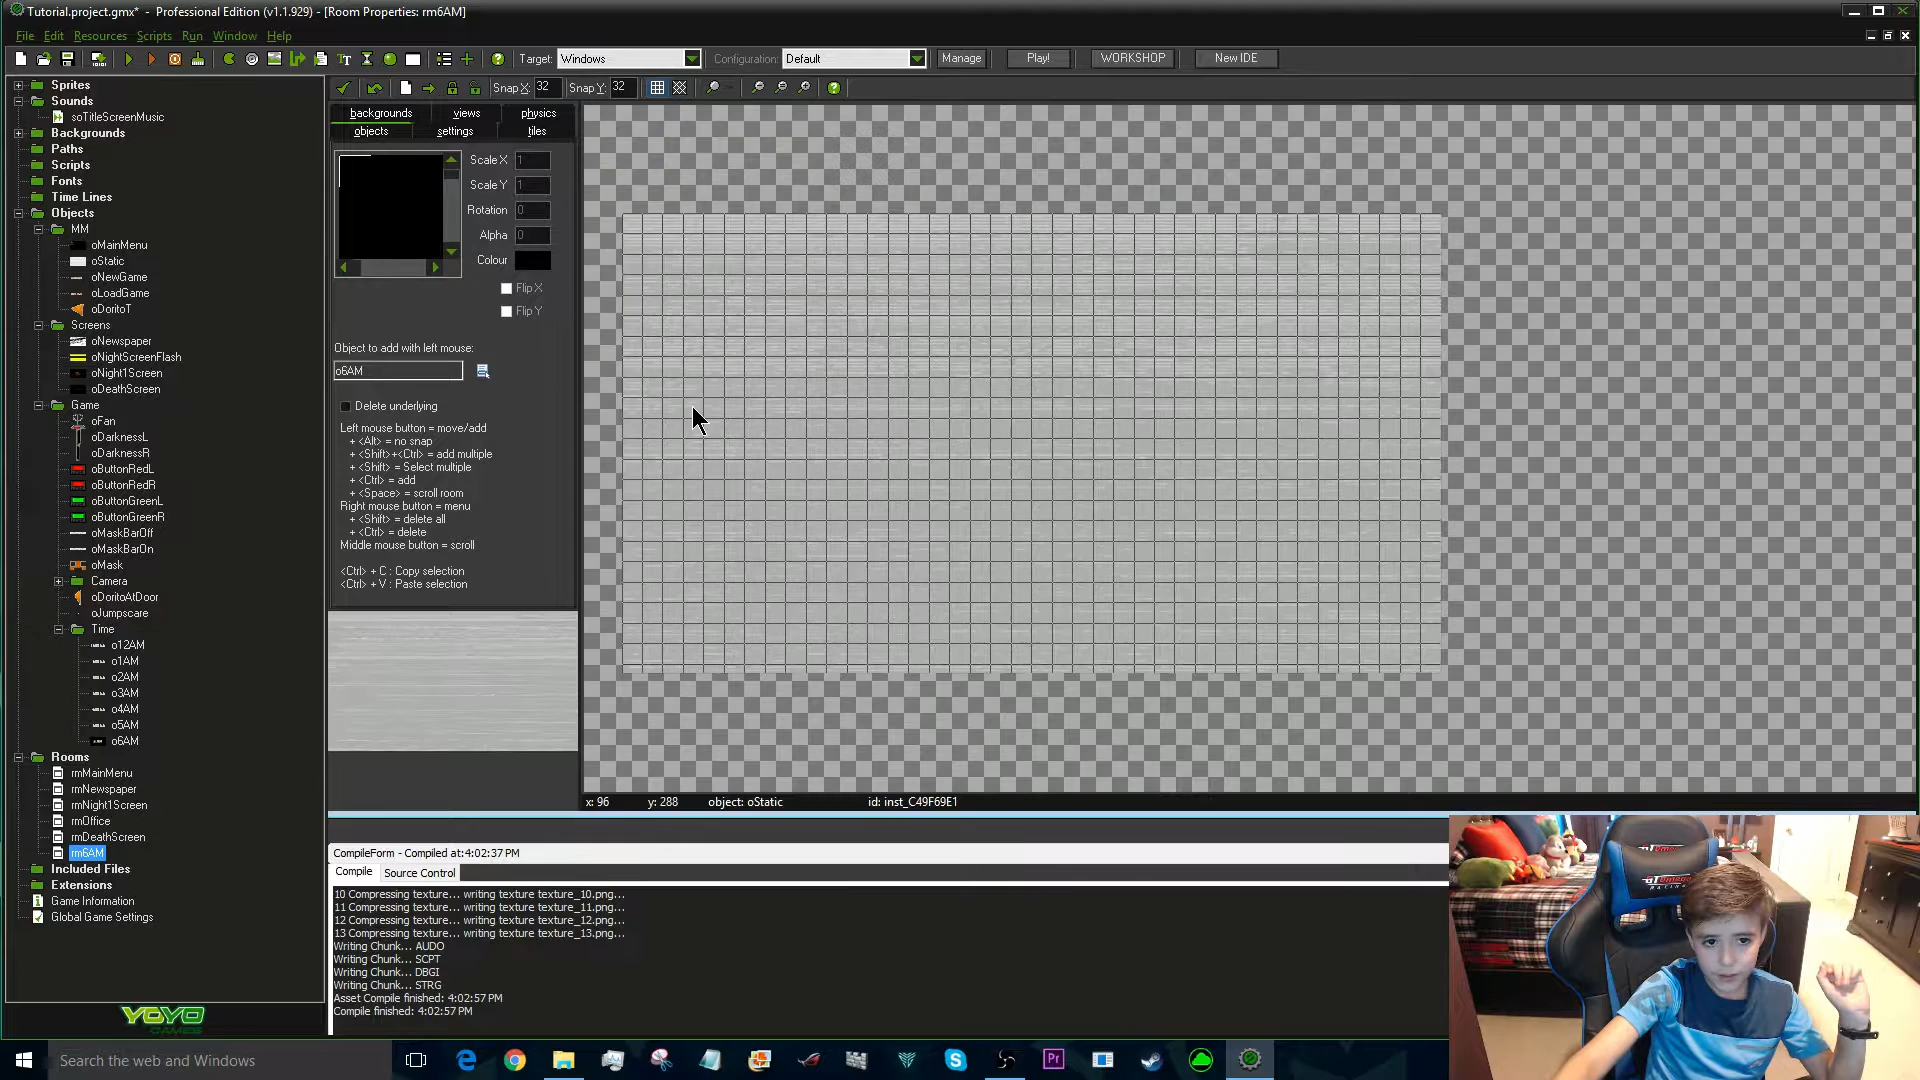 Tutorial.project.gmx*  -  Professional Edition (v1.1.929) - [Room Properties: rm6AM]
File Edit Resources Scripts Run Window Help
Target: Windows Configuration: Default Manage Play! WORKSHOP New IDE
Snap X: 32 Snap Y: 32
backgrounds views physics
objects settings tiles
Scale X 1
Scale Y 1
Rotation 0
Alpha 0
Colour
Flip X
Flip Y
Object to add with left mouse:
o6AM
Delete underlying
Left mouse button = move/add
+ <Alt> = no snap
+ <Shift>+<Ctrl> = add multiple
+ <Shift> = Select multiple
+ <Ctrl> = add
+ <Space> = scroll room
Right mouse button = menu
+ <Shift> = delete all
+ <Ctrl> = delete
Middle mouse button = scroll
<Ctrl> + C : Copy selection
<Ctrl> + V : Paste selection
Sprites
Sounds
soTitleScreenMusic
Backgrounds
Paths
Scripts
Fonts
Time Lines
Objects
MM
oMainMenu
oStatic
oNewGame
oLoadGame
oDoritoT
Screens
oNewspaper
oNightScreenFlash
oNight1Screen
oDeathScreen
Game
oFan
oDarknessL
oDarknessR
oButtonRedL
oButtonRedR
oButtonGreenL
oButtonGreenR
oMaskBarOff
oMaskBarOn
oMask
Camera
oDoritoAtDoor
oJumpscare
Time
o12AM
o1AM
o2AM
o3AM
o4AM
o5AM
o6AM
Rooms
rmMainMenu
rmNewspaper
rmNight1Screen
rmOffice
rmDeathScreen
rm6AM
Included Files
Extensions
Game Information
Global Game Settings
YOYO
GAMES
x: 96 y: 288 object: oStatic id: inst_C49F69E1
CompileForm - Compiled at:4:02:37 PM
Compile Source Control
10 Compressing texture... writing texture texture_10.png...
11 Compressing texture... writing texture texture_11.png...
12 Compressing texture... writing texture texture_12.png...
13 Compressing texture... writing texture texture_13.png...
Writing Chunk... AUDO
Writing Chunk... SCPT
Writing Chunk... DBGI
Writing Chunk... STRG
Asset Compile finished: 4:02:57 PM
Compile finished: 4:02:57 PM
Search the web and Windows
Pr